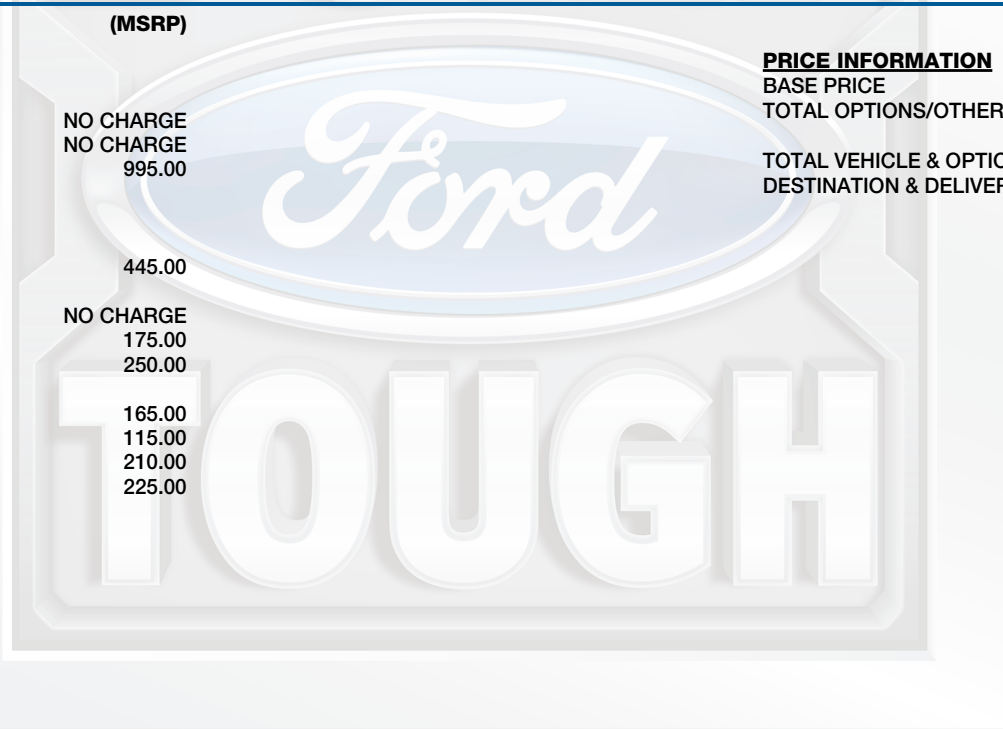 (MSRP)
NO CHARGE
NO CHARGE
995.00
445.00
NO CHARGE
175.00
250.00
165.00
115.00
210.00
225.00
PRICE INFORMATION
BASE PRICE
TOTAL OPTIONS/OTHER
TOTAL VEHICLE & OPTIO
DESTINATION & DELIVER
Ford
TOUGH